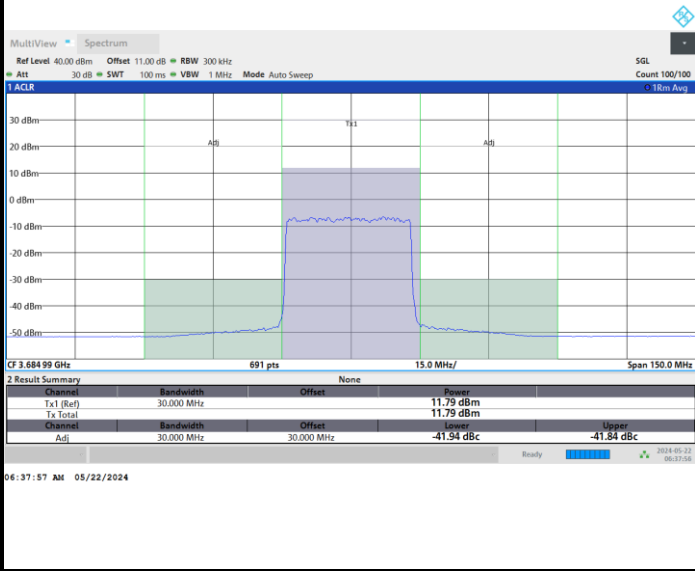 MultiView Spectrum
Ref Level 40.00 dBm Offset 11.00 dB RBW 300 kHz SGL
Att 30 dB SWT 100 ms VBW 1 MHz Mode Auto Sweep Count 100/100
1 ACLR 1Rm Avg
30 dBm
Tx1
20 dBm Adj Adj
10 dBm
0 dBm
-10 dBm
-20 dBm
-30 dBm
-40 dBm
-50 dBm
CF 3.684 99 GHz 691 pts 15.0 MHz/ Span 150.0 MHz
2 Result Summary None
Channel Bandwidth Offset Power
Tx1 (Ref) 30.000 MHz 11.79 dBm
Tx Total 11.79 dBm
Channel Bandwidth Offset Lower Upper
Adj 30.000 MHz 30.000 MHz -41.94 dBc -41.84 dBc
Ready 2024-05-22
06:37:58
06:37:57 AM 05/22/2024